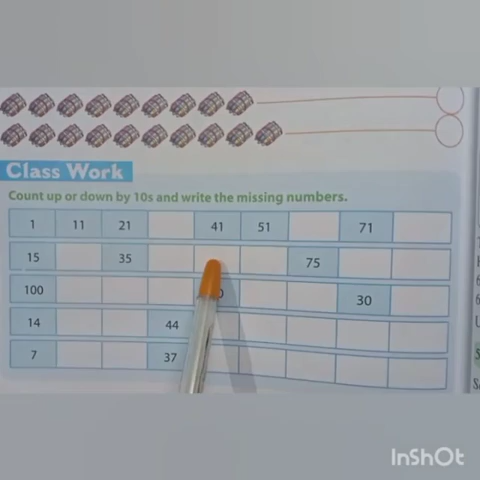 Class Work
Count up or down by 10s and write the missing numbers.
1 11 21 41 51 71
15 35 75
100 0 30
14 44
7 37
InShOt